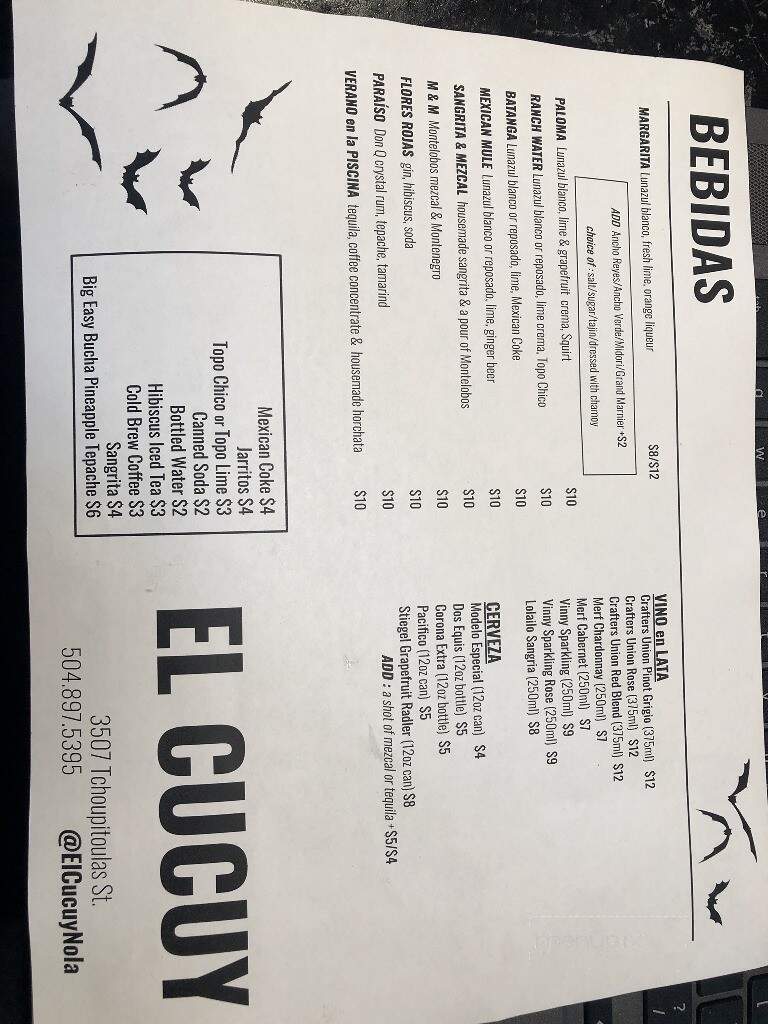 BEBIDAS
MARGARITA Lunazul blanco, fresh lime, orange liqueur $8/$12
ADD Ancho Reyes/Ancho Verde/Midori/Grand Marnier +$2
choice of : salt/sugar/tajin/dressed with chamoy
PALOMA Lunazul blanco, lime & grapefruit crema, Squirt $10
RANCH WATER Lunazul blanco or reposado, lime crema, Topo Chico $10
BATANGA Lunazul blanco or reposado, lime, Mexican Coke $10
MEXICAN MULE Lunazul blanco or reposado, lime, ginger beer $10
SANGRITA & MEZCAL housemade sangrita & a pour of Montelobos $10
M & M Montelobos mezcal & Montenegro $10
FLORES ROJAS gin, hibiscus, soda $10
PARAÍSO Don Q crystal rum, tepache, tamarind $10
VERANO en la PISCINA tequila, coffee concentrate & housemade horchata $10
Mexican Coke $4
Jarritos $4
Topo Chico or Topo Lime $3
Canned Soda $2
Bottled Water $2
Hibiscus Iced Tea $3
Cold Brew Coffee $3
Sangrita $4
Big Easy Bucha Pineapple Tepache $6
VINO en LATA
Crafters Union Pinot Grigio (375ml) $12
Crafters Union Rose (375ml) $12
Crafters Union Red Blend (375ml) $12
Merf Chardonnay (250ml) $7
Merf Cabernet (250ml) $7
Vinny Sparkling (250ml) $9
Vinny Sparkling Rose (250ml) $9
Lolailo Sangria (250ml) $8
CERVEZA
Modelo Especial (12oz can) $4
Dos Equis (12oz bottle) $5
Corona Extra (12oz bottle) $5
Pacifico (12oz can) $5
Stiegel Grapefruit Radler (12oz can) $8
ADD : a shot of mezcal or tequila +$5/$4
EL CUCUY
3507 Tchoupitoulas St.
504.897.5395 @ElCucuyNola